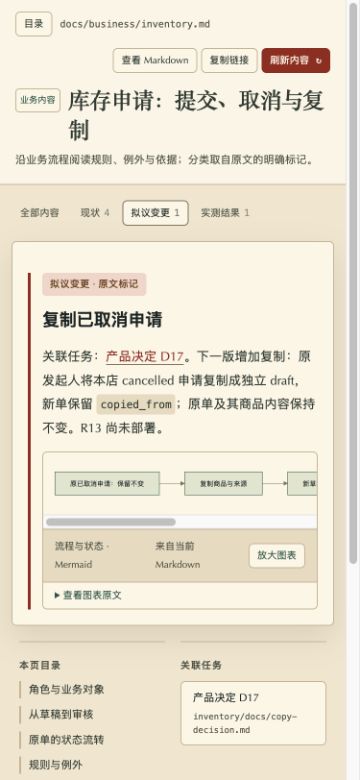 目录 docs/business/inventory.md
查看 Markdown 复制链接 刷新内容 ↻
业务内容 库存申请：提交、取消与复
制
沿业务流程阅读规则、例外与依据；分类取自原文的明确标记。
全部内容 现状 4 拟议变更 1 实测结果 1
拟议变更 · 原文标记
复制已取消申请
关联任务：产品决定 D17。下一版增加复制：原
发起人将本店 cancelled 申请复制成独立 draft，
新单保留 copied_from；原单及其商品内容保持
不变。R13 尚未部署。
原已取消申请：保留不变 复制商品与来源 新草
流程与状态 · 来自当前 放大图表
Mermaid Markdown
▶ 查看图表原文
本页目录 关联任务
角色与业务对象 产品决定 D17
从草稿到审核 inventory/docs/copy-
原单的状态流转 decision.md
规则与例外